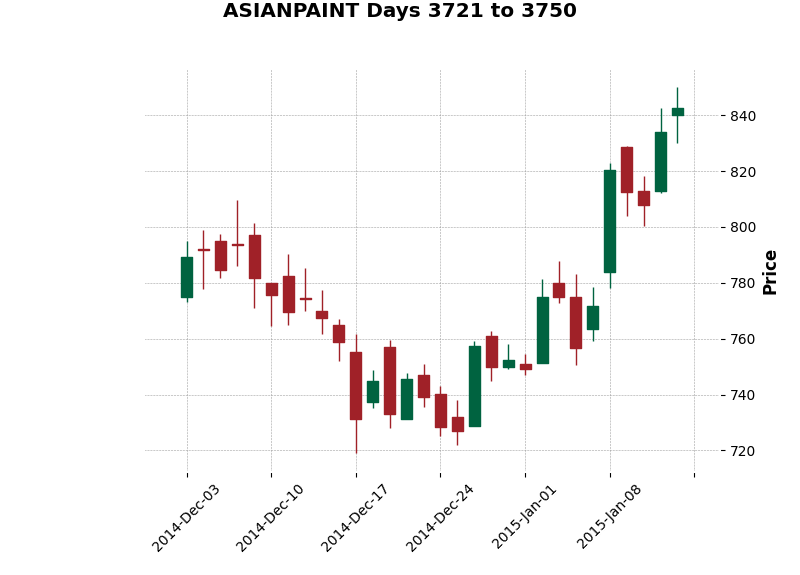 ASIANPAINT Days 3721 to 3750
840
820
800
780
760
740
720
Price
2014-Dec-03
2014-Dec-10
2014-Dec-17
2014-Dec-24
2015-Jan-01
2015-Jan-08